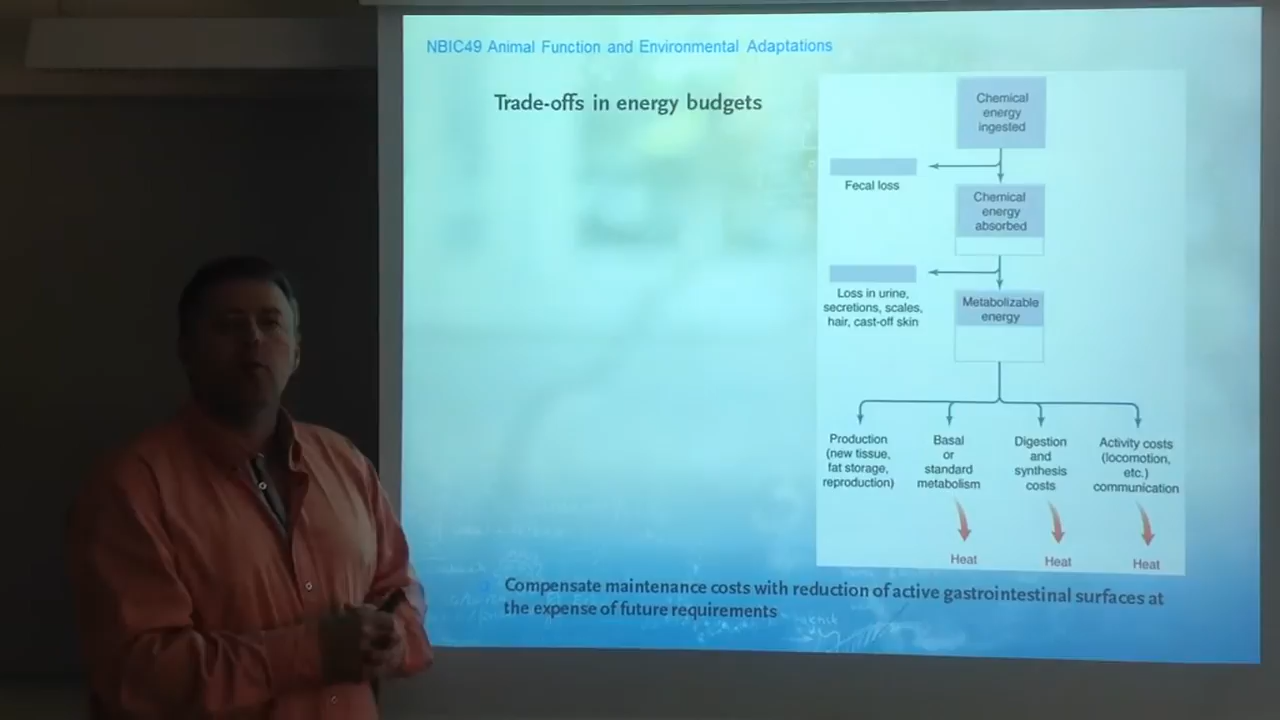 NBIC49 Animal Function and Environmental Adaptations
Trade-offs in energy budgets
Chemical
energy
ingested
Fecal loss
Chemical
energy
absorbed
Loss in urine,
secretions, scales,
hair, cast-off skin
Metabolizable
energy
Production
(new tissue,
fat storage,
reproduction)
Basal
or
standard
metabolism
Digestion
and
synthesis
costs
Activity costs
(locomotion,
etc.)
communication
Heat
Heat
Heat
Compensate maintenance costs with reduction of active gastrointestinal surfaces at
the expense of future requirements